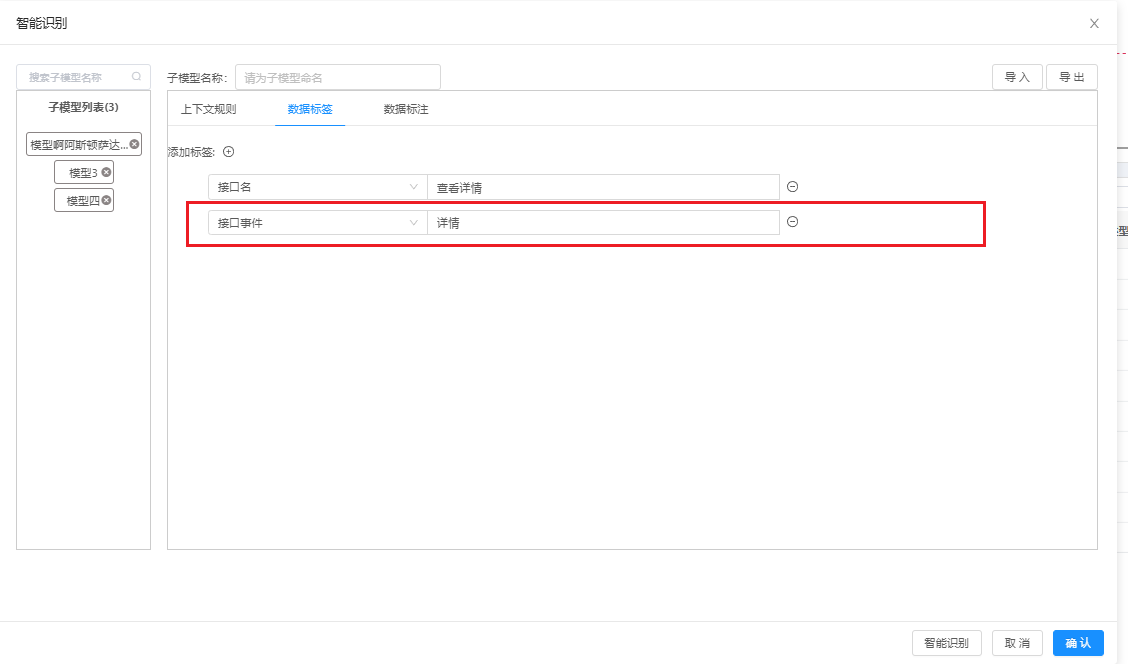 智能识别
搜索子模型名称
子模型名称:
请为子模型命名
导 入
导 出
子模型列表(3)
模型啊阿斯顿萨达...
模型3
模型四
上下文规则
数据标签
数据标注
添加标签:
接口名
查看详情
接口事件
详情
型
智能识别
取 消
确 认